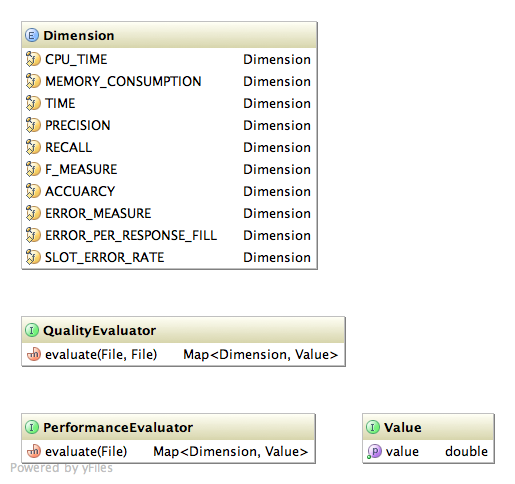 E Dimension
f CPU_TIME Dimension
f MEMORY_CONSUMPTION Dimension
f TIME Dimension
f PRECISION Dimension
f RECALL Dimension
f F_MEASURE Dimension
f ACCUARCY Dimension
f ERROR_MEASURE Dimension
f ERROR_PER_RESPONSE_FILL Dimension
f SLOT_ERROR_RATE Dimension
I QualityEvaluator
m evaluate(File, File) Map<Dimension, Value>
I PerformanceEvaluator
m evaluate(File) Map<Dimension, Value>
I Value
P value double
Powered by yFiles